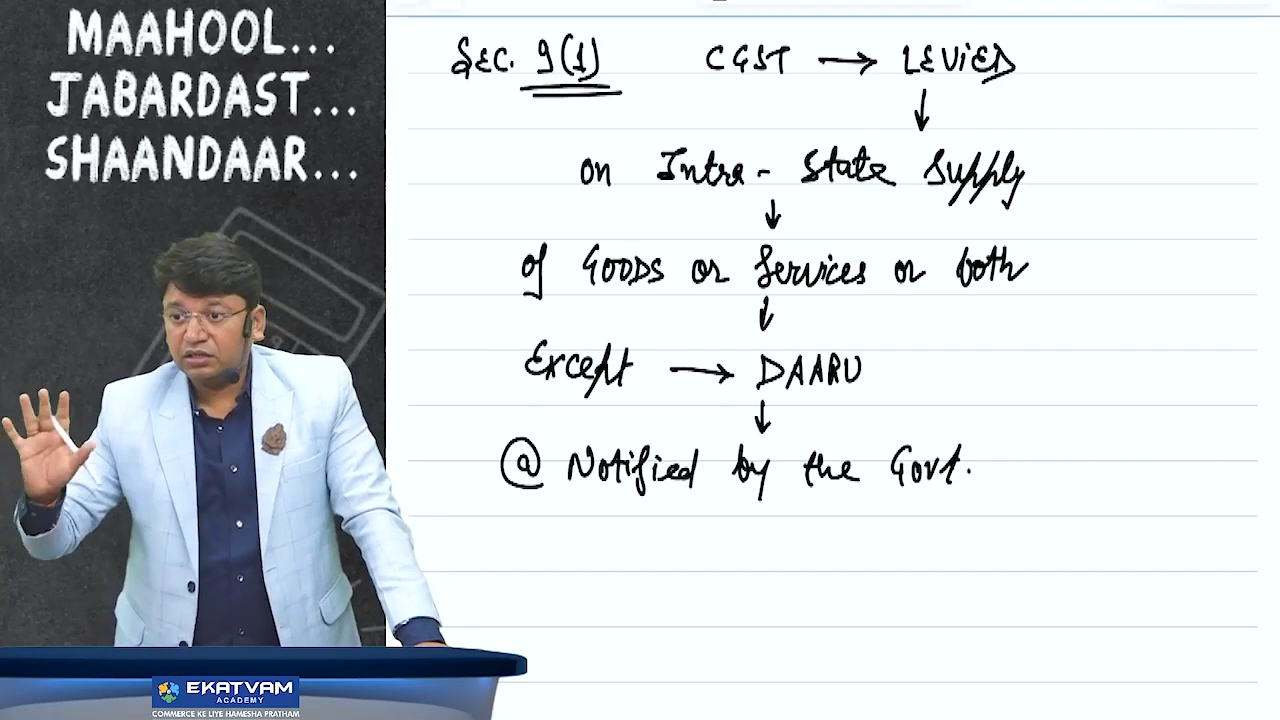 MAAHOOL...
JABARDAST...
SHAANDAAR...
SEC. 9(1) CGST → LEVIED
↓
on Intra-State Supply
↓
of GOODS or Services or both
↓
Except → DAARU
↓
@ Notified by the Govt.
EKATVAM
ACADEMY
COMMERCE KE LIYE HAMESHA PRATHAM